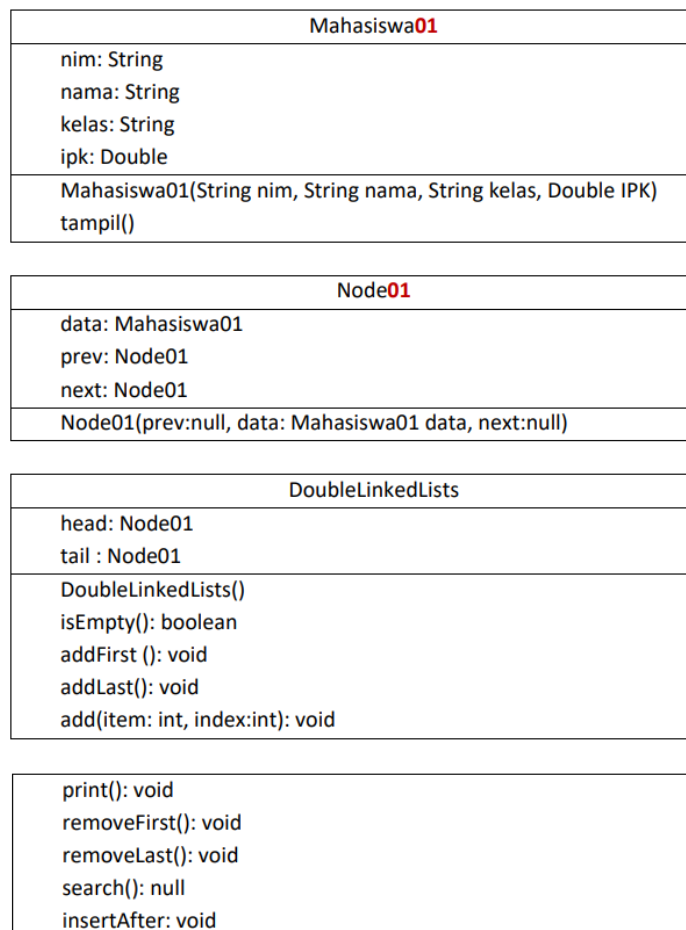 Mahasiswa01
nim: String
nama: String
kelas: String
ipk: Double
Mahasiswa01(String nim, String nama, String kelas, Double IPK)
tampil()
Node01
data: Mahasiswa01
prev: Node01
next: Node01
Node01(prev:null, data: Mahasiswa01 data, next:null)
DoubleLinkedLists
head: Node01
tail : Node01
DoubleLinkedLists()
isEmpty(): boolean
addFirst (): void
addLast(): void
add(item: int, index:int): void
print(): void
removeFirst(): void
removeLast(): void
search(): null
insertAfter: void